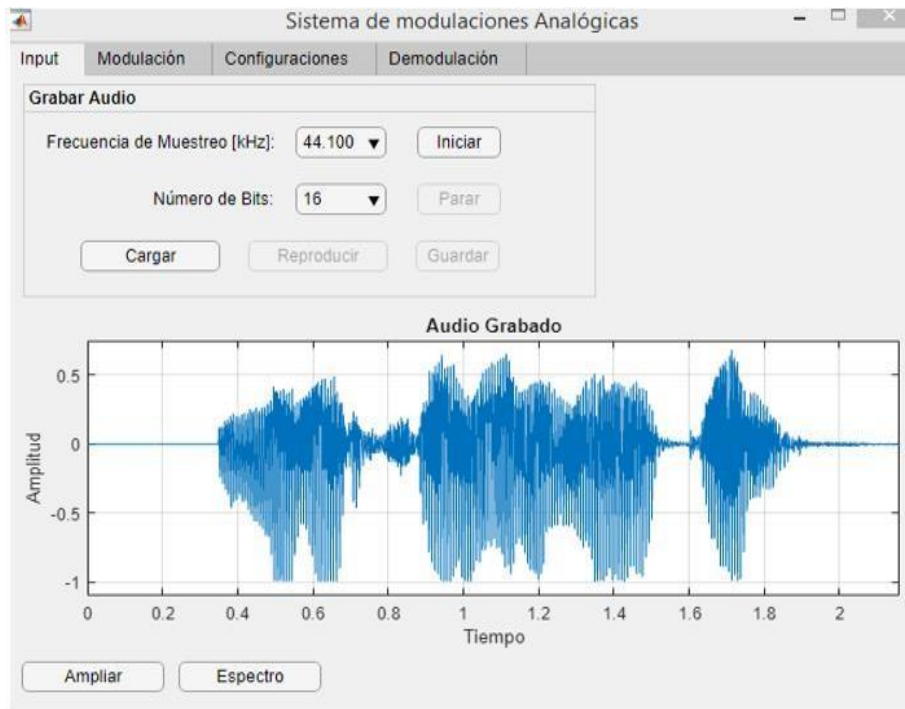 Sistema de modulaciones Analógicas
Input Modulación Configuraciones Demodulación
Grabar Audio
Frecuencia de Muestreo [kHz]: 44.100 Iniciar
Número de Bits: 16 Parar
Cargar Reproducir Guardar
Audio Grabado
0.5
0
-0.5
-1
Amplitud
0 0.2 0.4 0.6 0.8 1 1.2 1.4 1.6 1.8 2
Tiempo
Ampliar Espectro